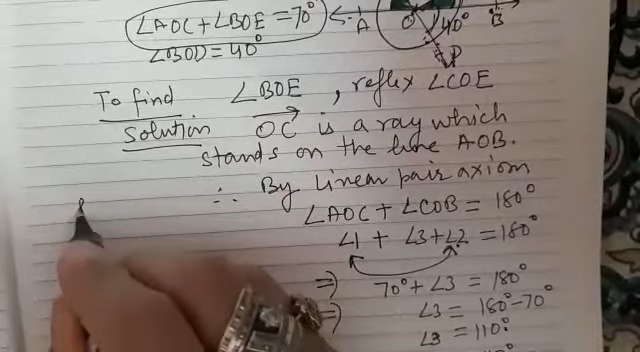 ∠AOC + ∠BOE = 70°
A O 40° B
∠BOD = 40°
D
To find ∠BOE , reflex ∠COE
Solution OC is a ray which
stands on the line AOB.
∴ By linear pair axiom
∠AOC + ∠COB = 180°
∠1 + ∠3 + ∠2 = 180°
⇒) 70° + ∠3 = 180°
⇒) ∠3 = 180° - 70°
∠3 = 110°